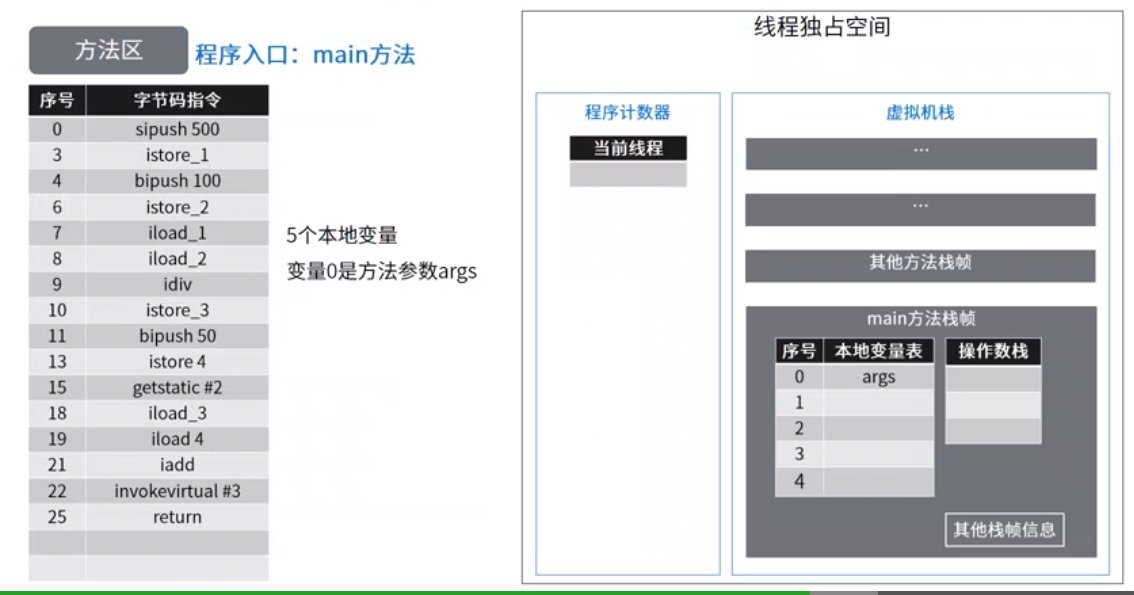 方法区
程序入口：main方法
序号 字节码指令
0 sipush 500
3 istore_1
4 bipush 100
6 istore_2
7 iload_1
8 iload_2
9 idiv
10 istore_3
11 bipush 50
13 istore 4
15 getstatic #2
18 iload_3
19 iload 4
21 iadd
22 invokevirtual #3
25 return
5个本地变量
变量0是方法参数args
线程独占空间
程序计数器
当前线程
虚拟机栈
...
...
其他方法栈帧
main方法栈帧
序号 本地变量表
0 args
1
2
3
4
操作数栈
其他栈帧信息